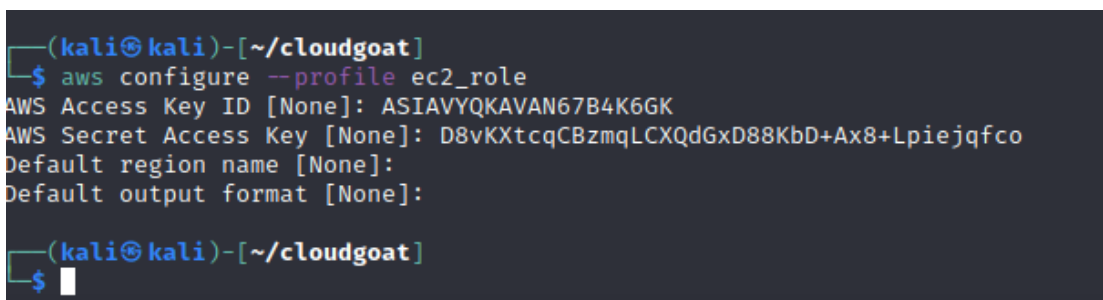 ┌──(kali㉿kali)-[~/cloudgoat]
└─$ aws configure --profile ec2_role
AWS Access Key ID [None]: ASIAVYQKAVAN67B4K6GK
AWS Secret Access Key [None]: D8vKXtcqCBzmqLCXQdGxD88KbD+Ax8+Lpiejqfco
Default region name [None]:
Default output format [None]:
┌──(kali㉿kali)-[~/cloudgoat]
└─$